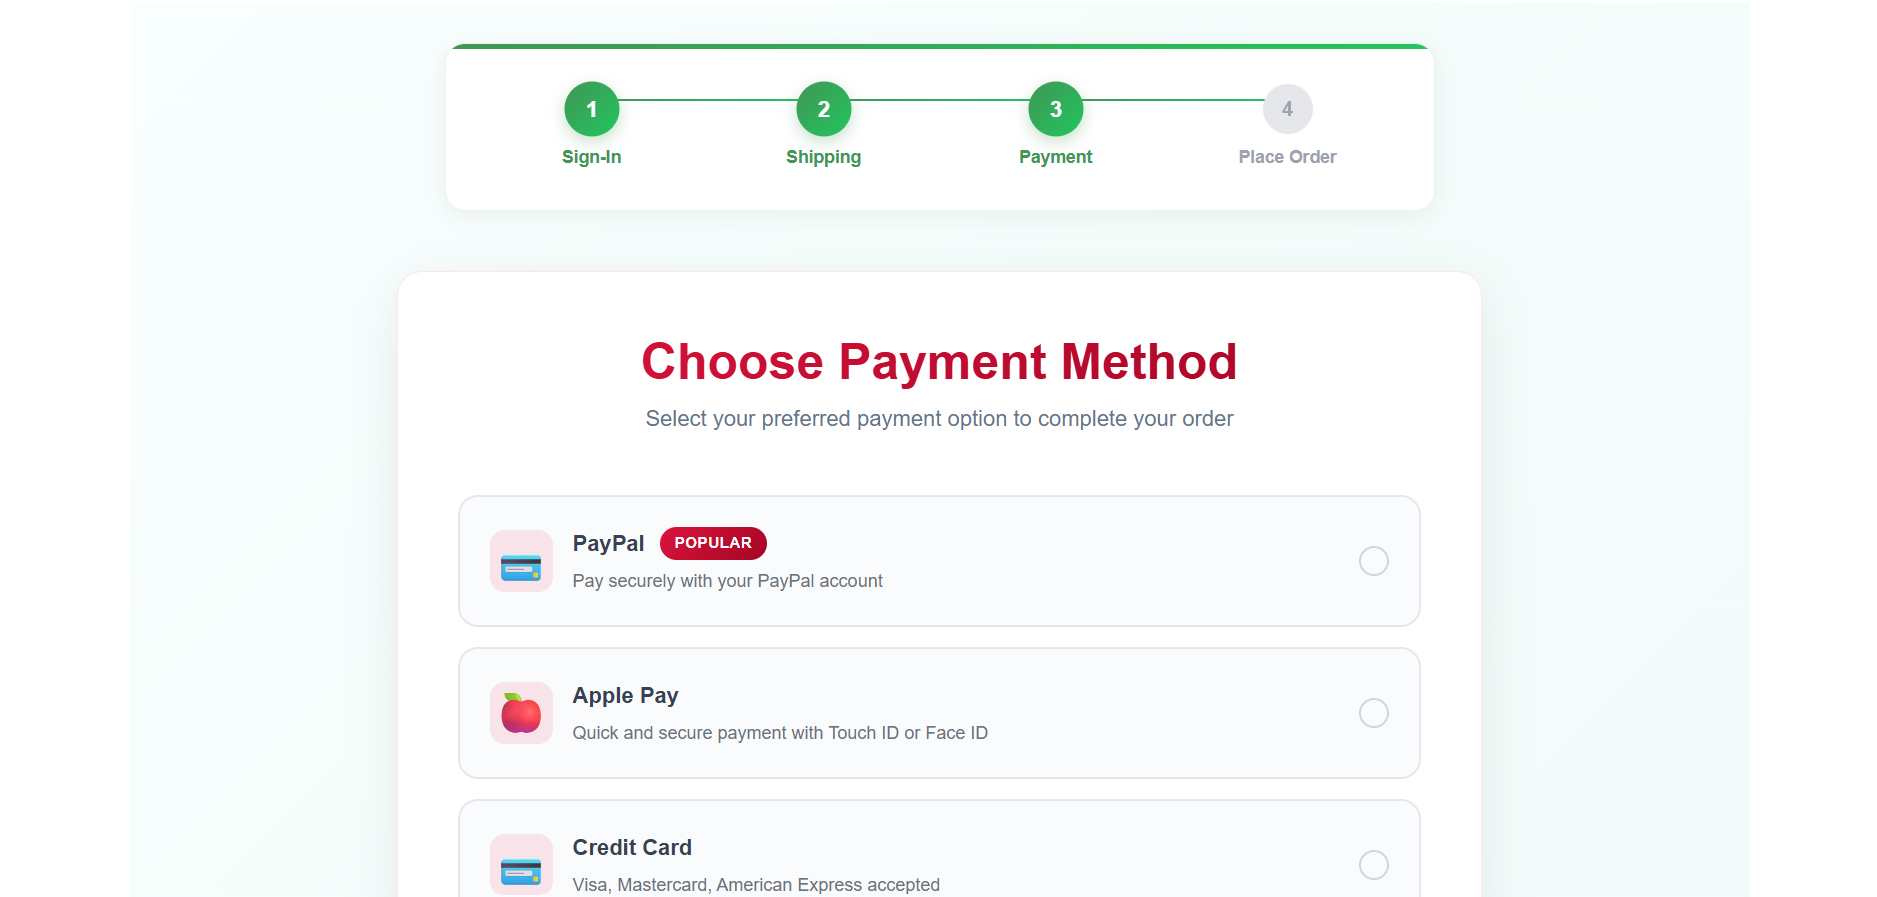 1
2
3
4
Sign-In
Shipping
Payment
Place Order
Choose Payment Method
Select your preferred payment option to complete your order
PayPal POPULAR
Pay securely with your PayPal account
Apple Pay
Quick and secure payment with Touch ID or Face ID
Credit Card
Visa, Mastercard, American Express accepted